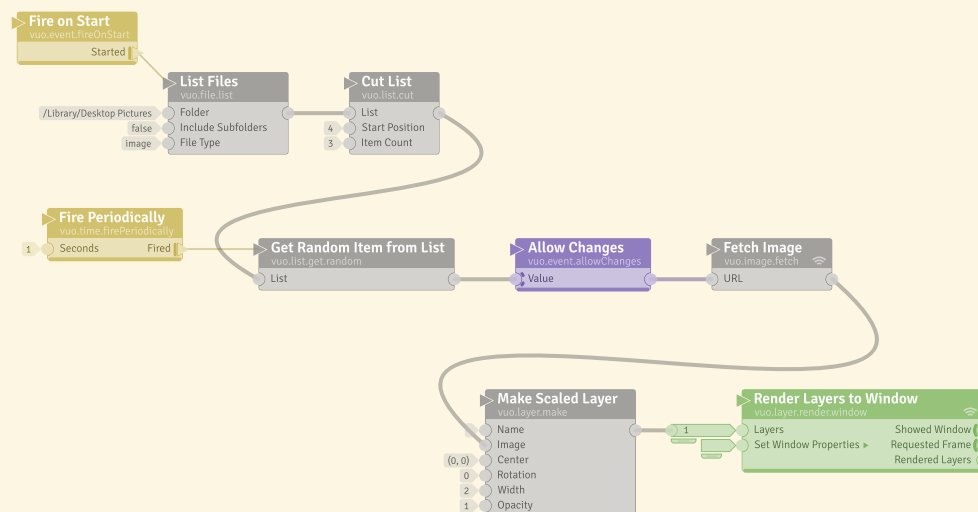 Fire on Start
vuo.event.fireOnStart
Started
List Files
vuo.file.list
/Library/Desktop Pictures
Folder
false
Include Subfolders
image
File Type
Cut List
vuo.list.cut
List
4
Start Position
3
Item Count
Fire Periodically
vuo.time.firePeriodically
1
Seconds
Fired
Get Random Item from List
vuo.list.get.random
List
Allow Changes
vuo.event.allowChanges
Value
Fetch Image
vuo.image.fetch
URL
Make Scaled Layer
vuo.layer.make
Name
Image
(0, 0)
Center
0
Rotation
2
Width
1
Opacity
Render Layers to Window
vuo.layer.render.window
1
Layers
Showed Window
Set Window Properties
Requested Frame
Rendered Layers